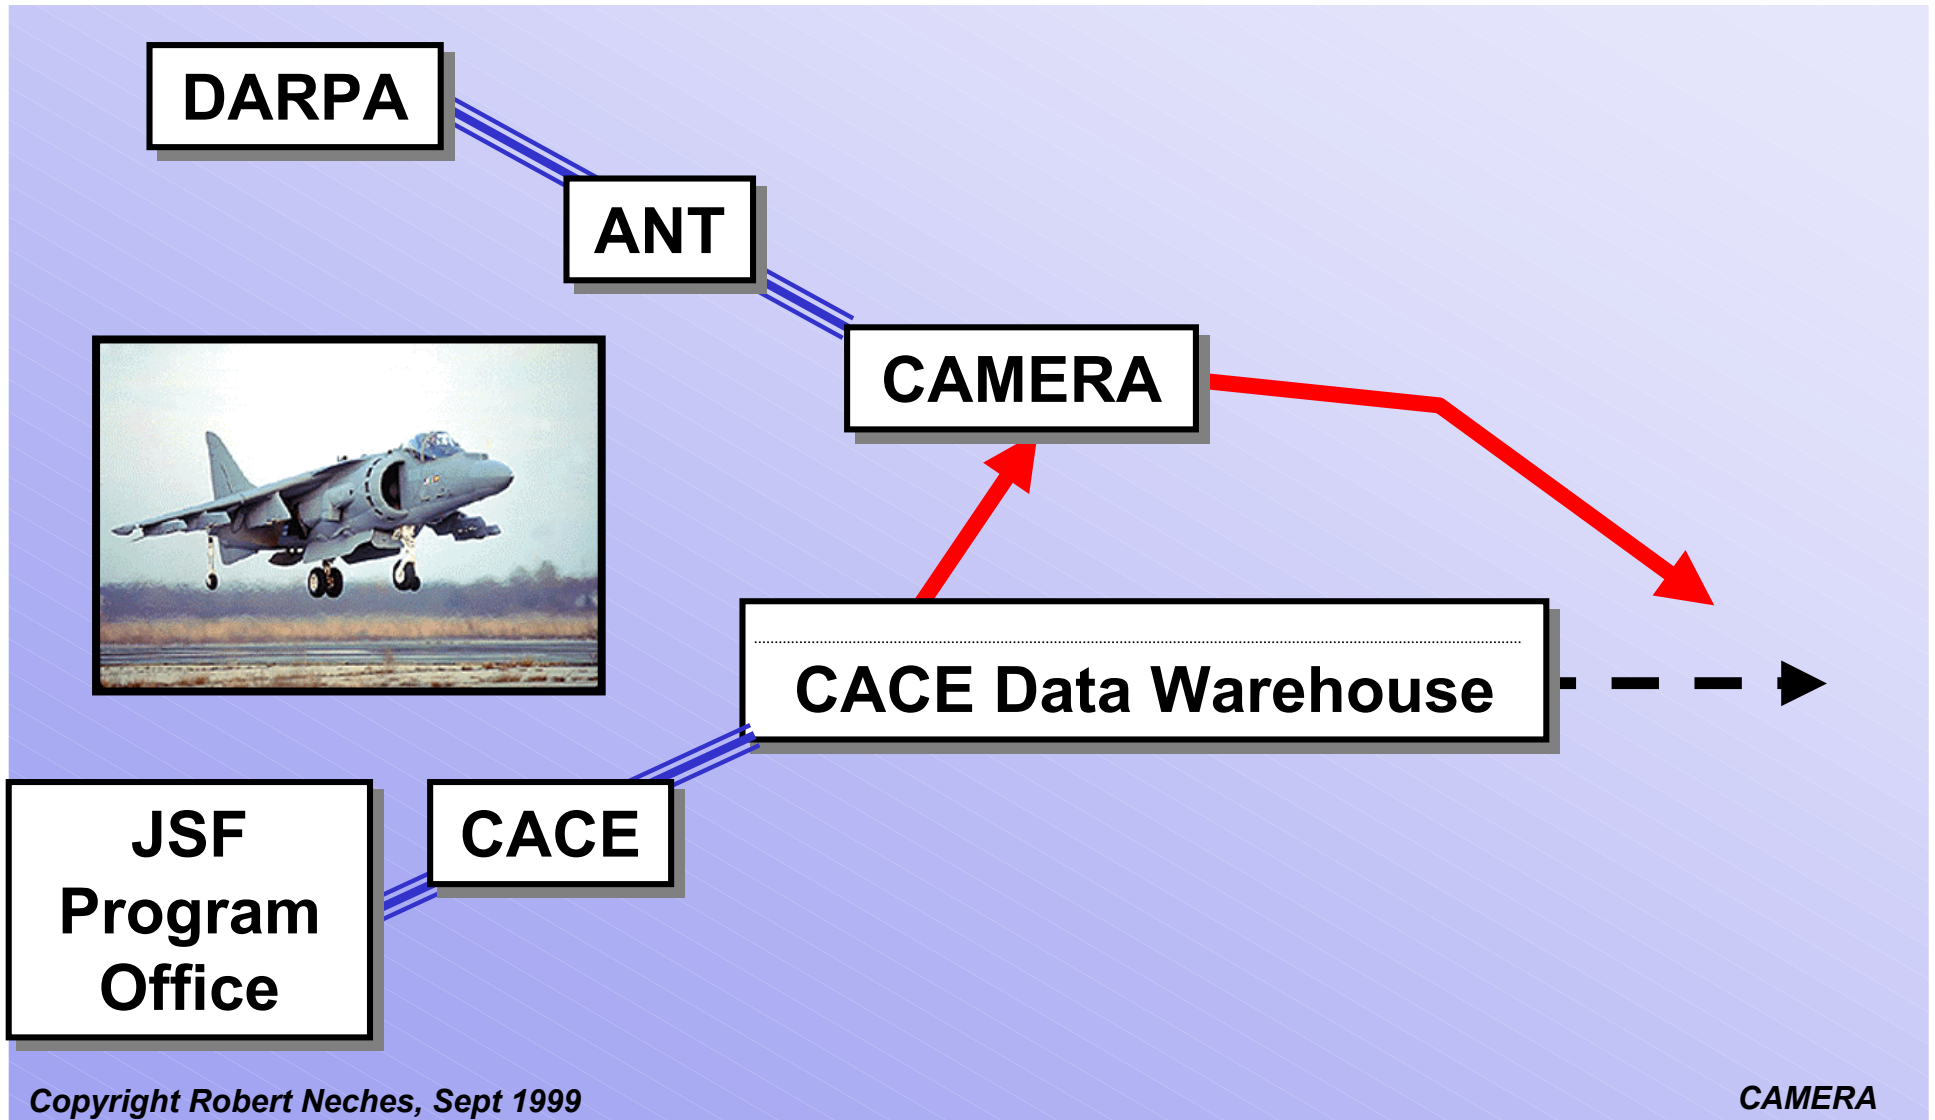 DARPA
ANT
CAMERA
CACE Data Warehouse
CACE
JSF
Program
Office
Copyright Robert Neches, Sept 1999
CAMERA